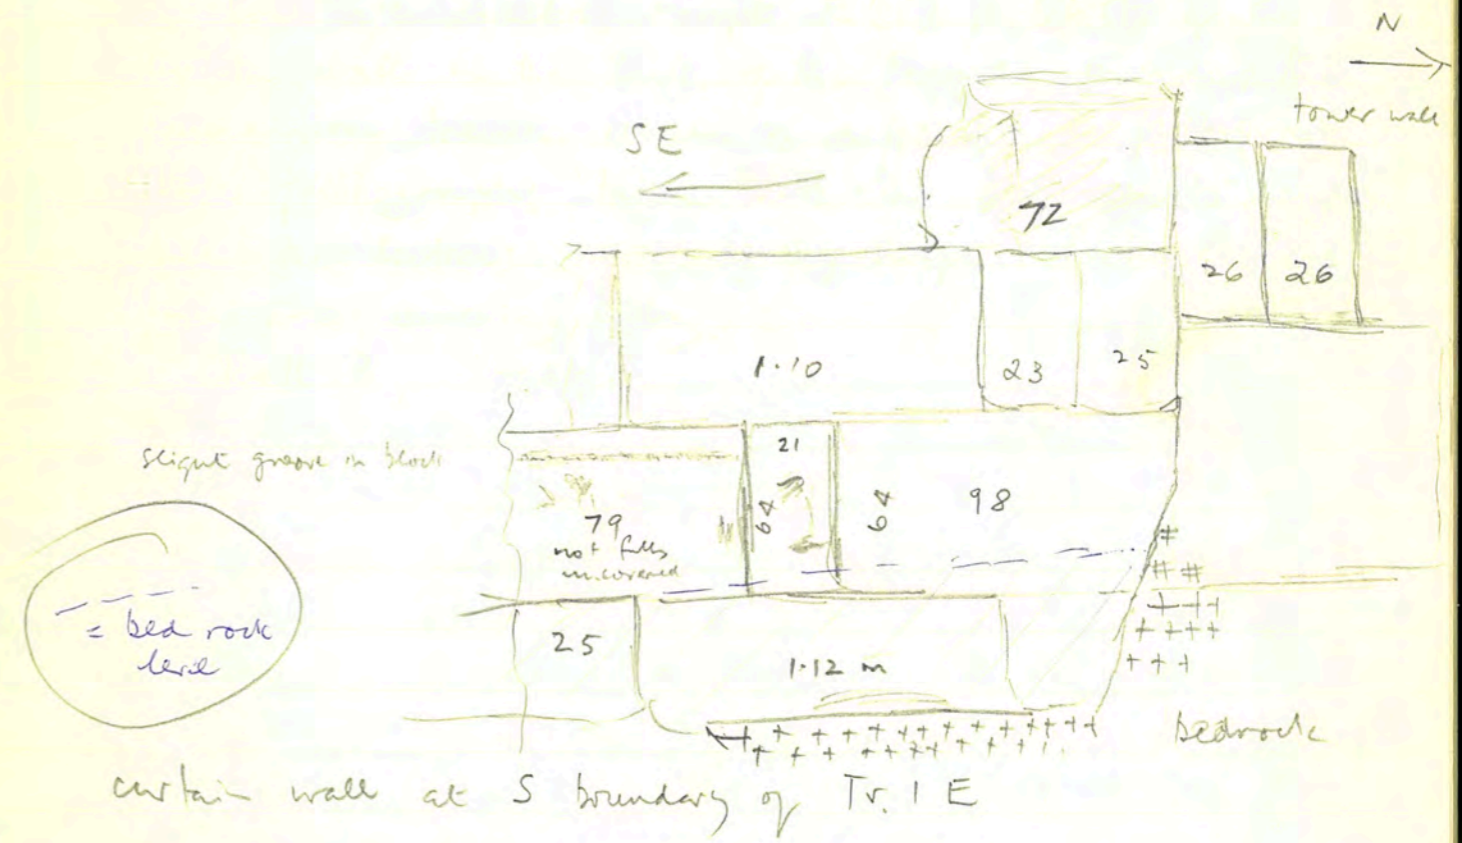 N
tower wall
SE
72
26 26
1.10
23
25
21
slight groove in block
64
64
98
79
not fully
uncovered
= bed rock
level
25
1.12 m
bedrock
curtain wall at S boundary of Tr. 1 E